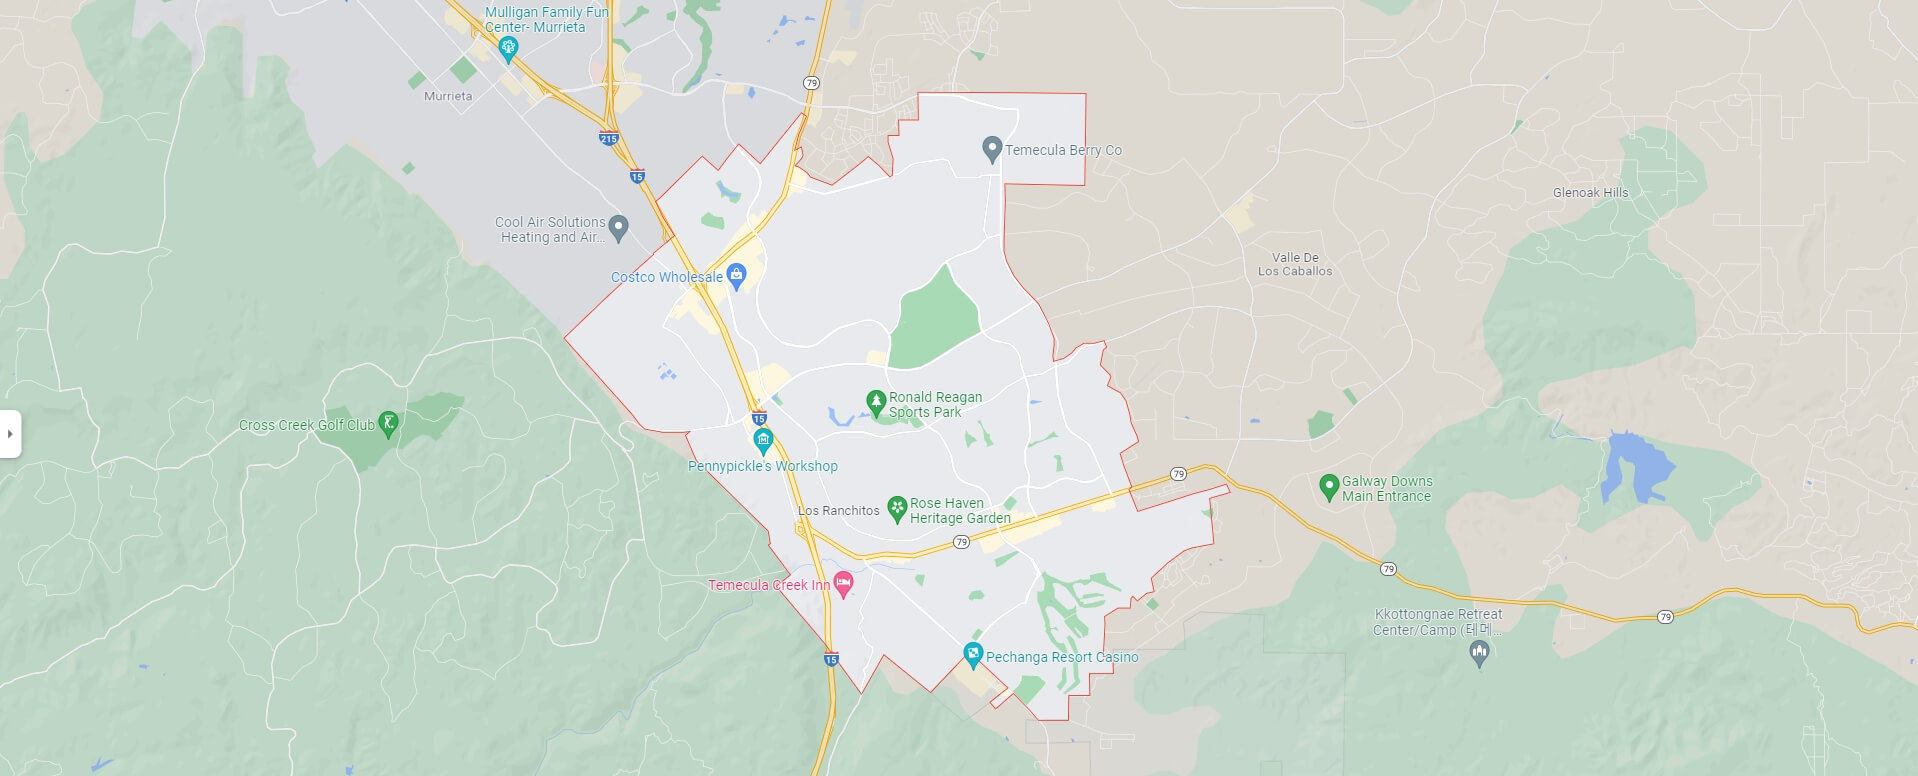 Mulligan Family Fun
Center- Murrieta
79
Murrieta
215
15
Temecula Berry Co
Glenoak Hills
Cool Air Solutions
Heating and Air...
Valle De
Los Caballos
Costco Wholesale
Ronald Reagan
Sports Park
Cross Creek Golf Club
15
Pennypickle's Workshop
79
Galway Downs
Main Entrance
Los Ranchitos
Rose Haven
Heritage Garden
79
79
Temecula Creek Inn
Kkottongnae Retreat
Center/Camp (테메...
79
15
Pechanga Resort Casino